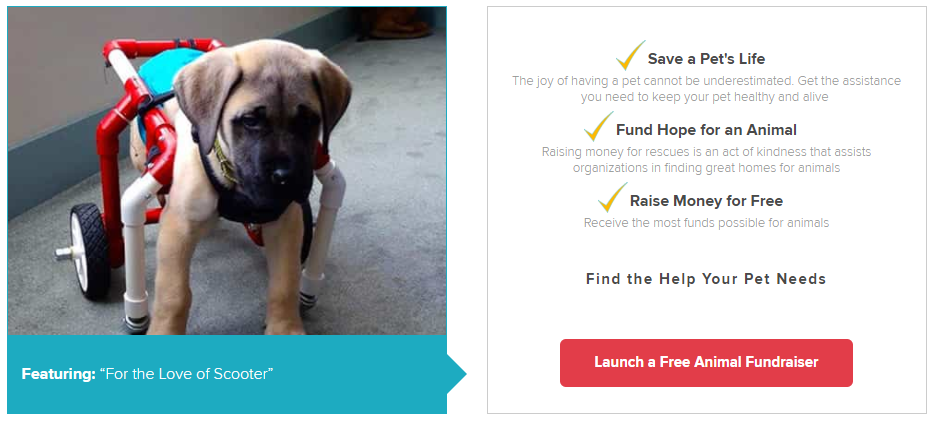 Save a Pet's Life
The joy of having a pet cannot be underestimated. Get the assistance
you need to keep your pet healthy and alive
Fund Hope for an Animal
Raising money for rescues is an act of kindness that assists
organizations in finding great homes for animals
Raise Money for Free
Receive the most funds possible for animals
Find the Help Your Pet Needs
Launch a Free Animal Fundraiser
Featuring: “For the Love of Scooter”